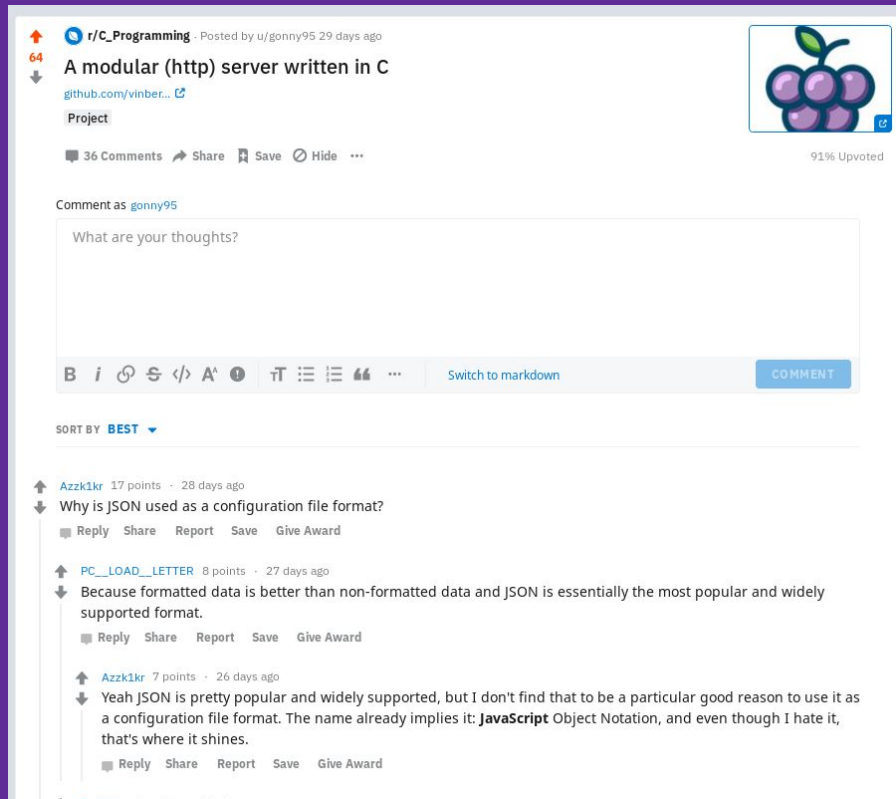 r/C_Programming · Posted by u/gonny95 29 days ago
64
A modular (http) server written in C
github.com/vinber...
Project
36 Comments Share Save Hide ···
91% Upvoted
Comment as gonny95
What are your thoughts?
B i S </> A^ TT ··· Switch to markdown COMMENT
SORT BY BEST
Azzk1kr 17 points · 28 days ago
Why is JSON used as a configuration file format?
Reply Share Report Save Give Award
PC__LOAD__LETTER 8 points · 27 days ago
Because formatted data is better than non-formatted data and JSON is essentially the most popular and widely
supported format.
Reply Share Report Save Give Award
Azzk1kr 7 points · 26 days ago
Yeah JSON is pretty popular and widely supported, but I don't find that to be a particular good reason to use it as
a configuration file format. The name already implies it: JavaScript Object Notation, and even though I hate it,
that's where it shines.
Reply Share Report Save Give Award